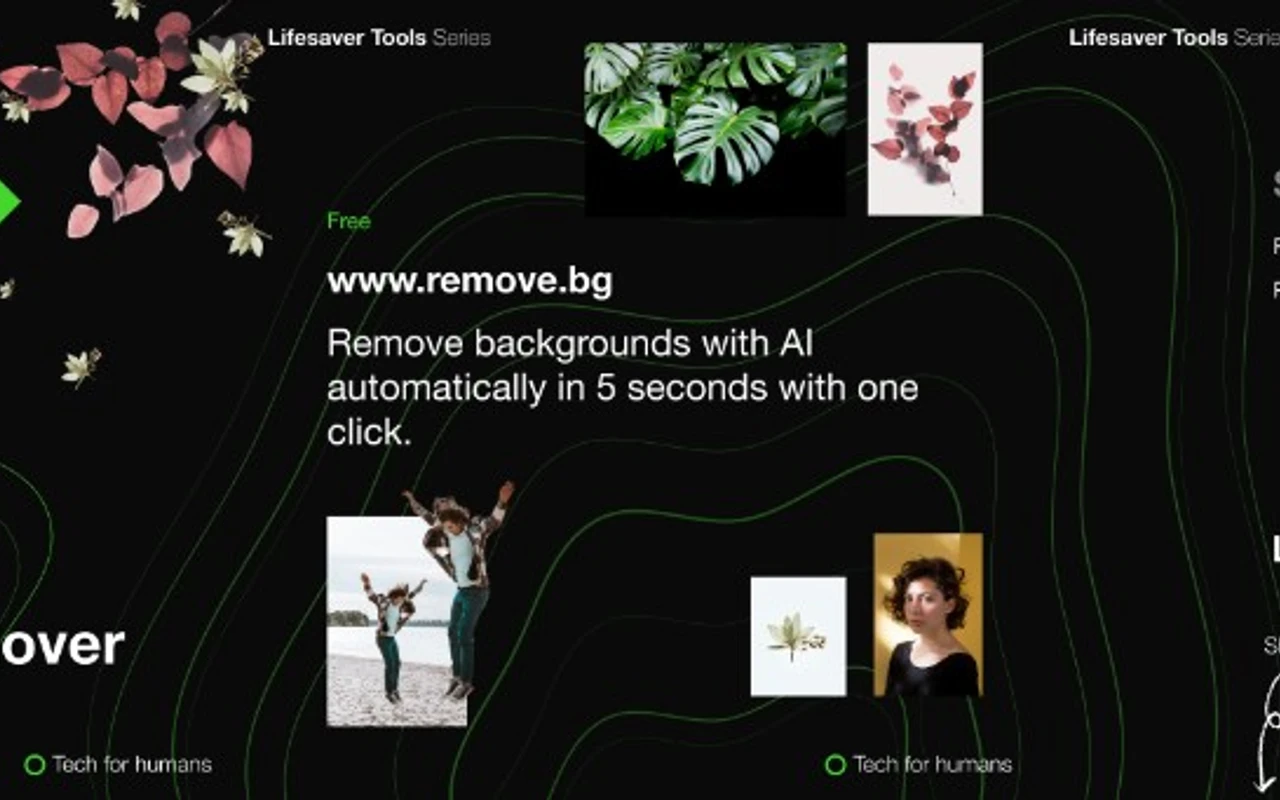 Lifesaver Tools Series
Lifesaver Tools
Free
www.remove.bg
Remove backgrounds with AI
automatically in 5 seconds with one
click.
over
Tech for humans
Tech for humans